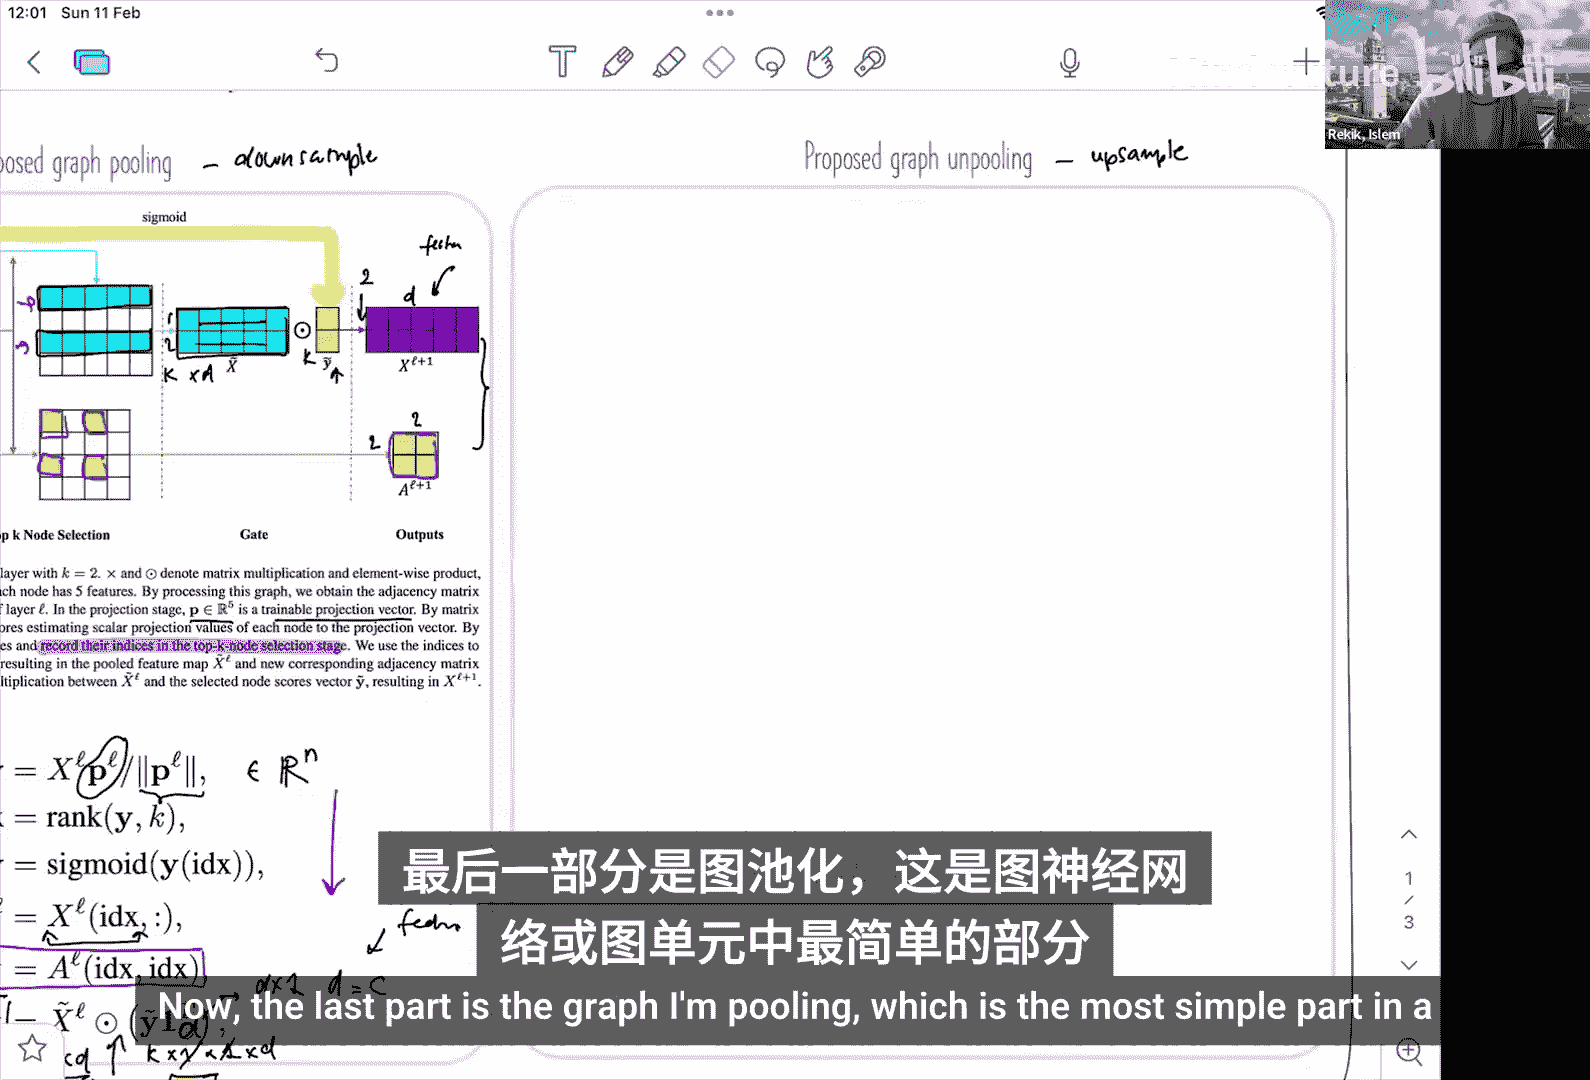 12:01 Sun 11 Feb
ture bilibili
Rekik, Islem
posed graph pooling – downsample
Proposed graph unpooling – upsample
sigmoid
2
d
K x d X̃
K ỹ
X^{ℓ+1}
2
2
A^{ℓ+1}
op k Node Selection Gate Outputs
layer with k = 2. × and ⊙ denote matrix multiplication and element-wise product,
ch node has 5 features. By processing this graph, we obtain the adjacency matrix
f layer ℓ. In the projection stage, p ∈ ℝ⁵ is a trainable projection vector. By matrix
ores estimating scalar projection values of each node to the projection vector. By
es and record their indices in the top-k-node selection stage. We use the indices to
resulting in the pooled feature map X̃^ℓ and new corresponding adjacency matrix
ltiplication between X̃^ℓ and the selected node scores vector ỹ, resulting in X^{ℓ+1}.
= X^ℓ p^ℓ/‖p^ℓ‖, ∈ ℝⁿ
= rank(y, k),
= sigmoid(y(idx)),
= X^ℓ(idx, :),
= A^ℓ(idx, idx)
d = C
X̃^ℓ ⊙
最后一部分是图池化，这是图神经网
络或图单元中最简单的部分
Now, the last part is the graph I'm pooling, which is the most simple part in a
1
/
3